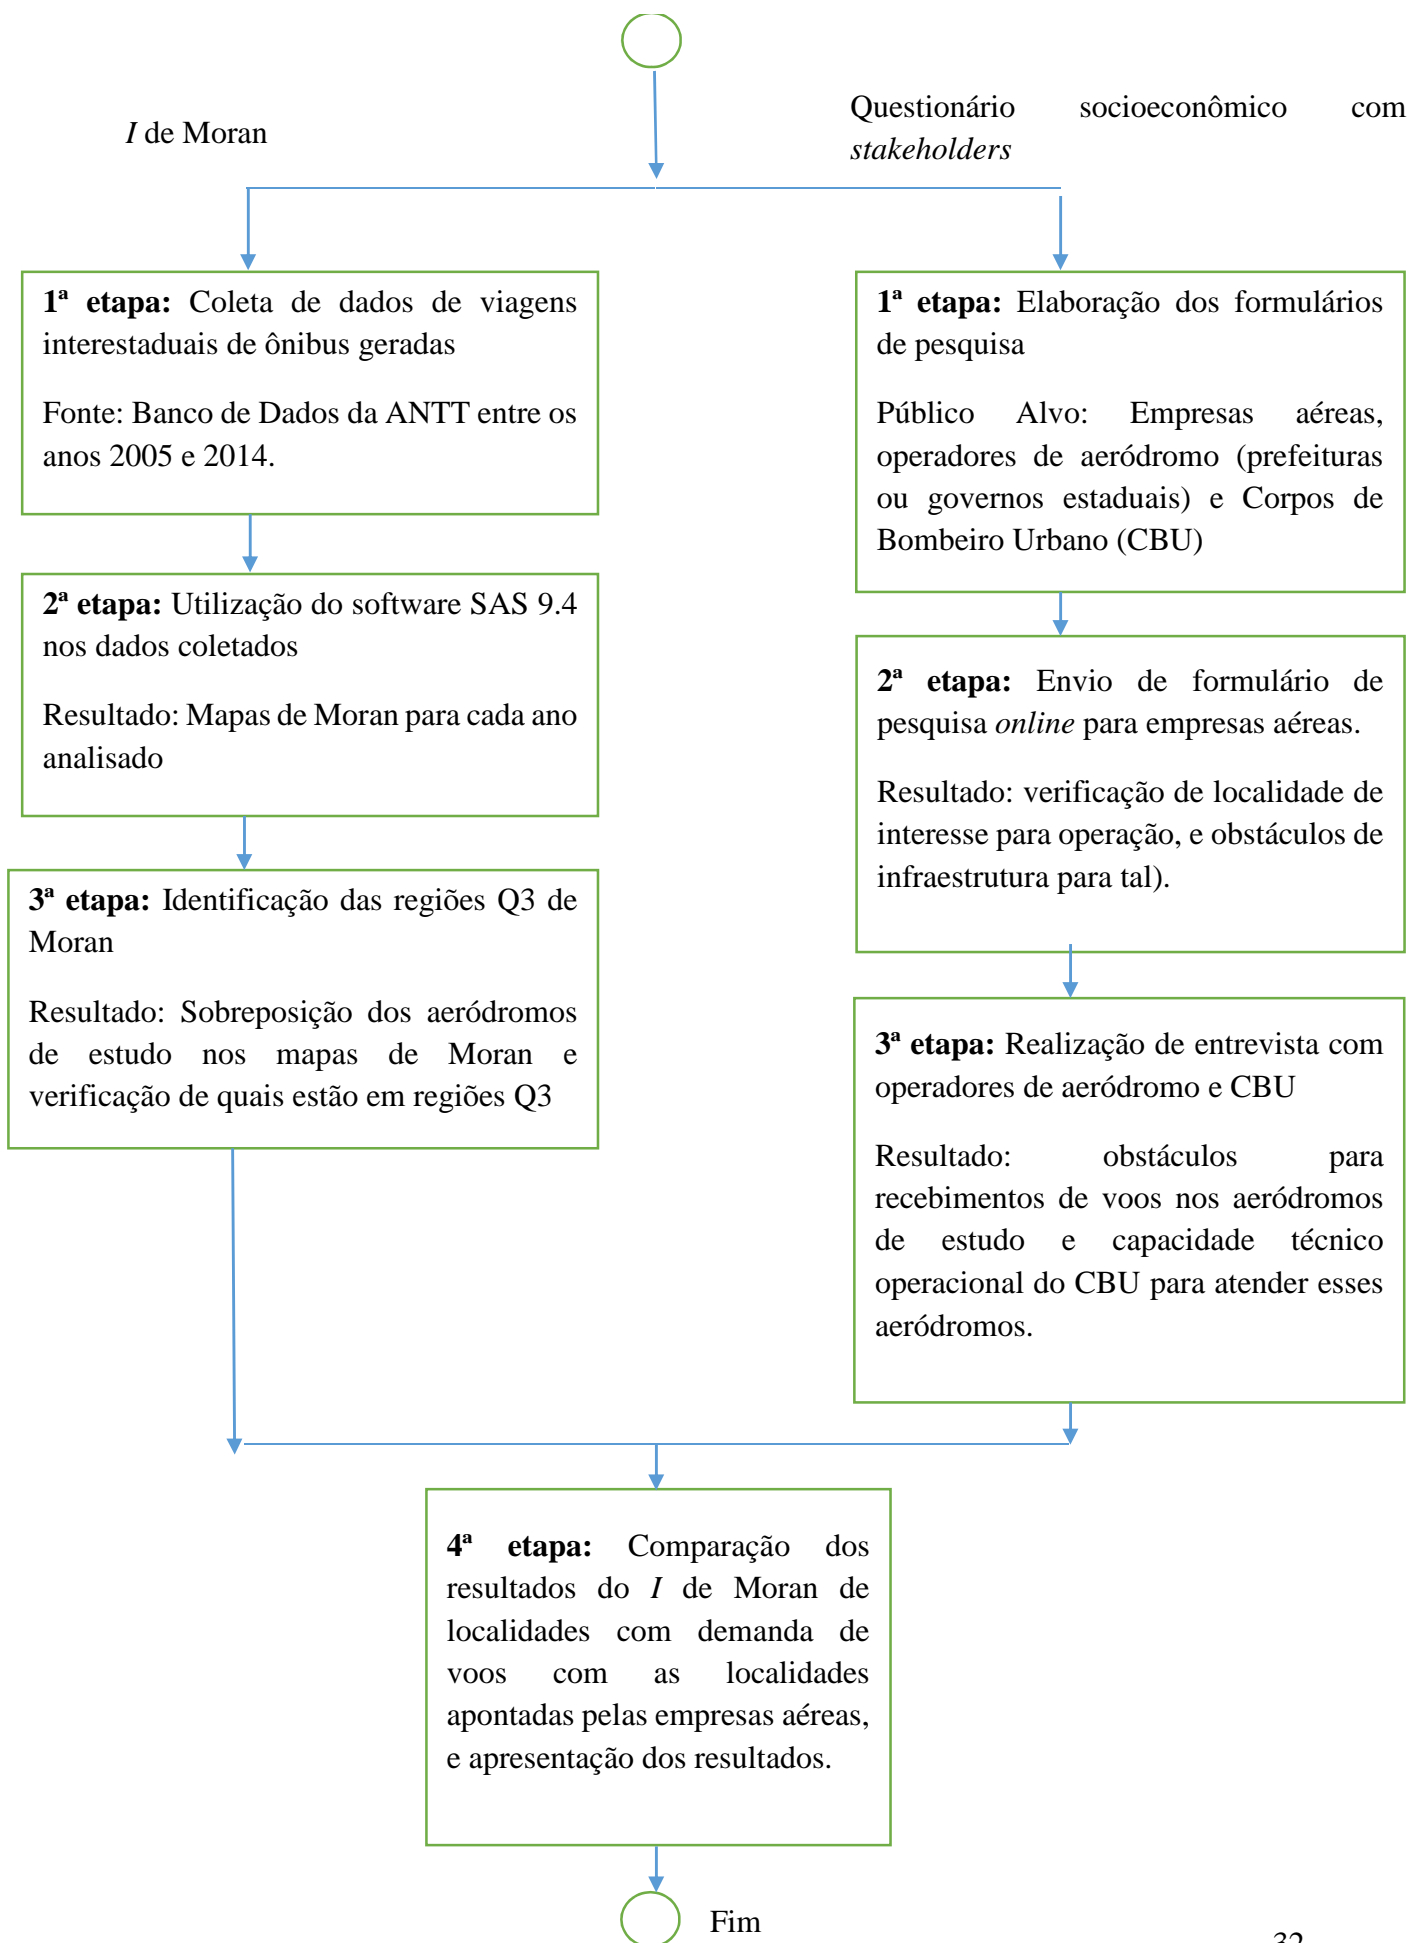 I de Moran
Questionário socioeconômico com
stakeholders
1ª etapa: Coleta de dados de viagens
interestaduais de ônibus geradas
Fonte: Banco de Dados da ANTT entre os
anos 2005 e 2014.
2ª etapa: Utilização do software SAS 9.4
nos dados coletados
Resultado: Mapas de Moran para cada ano
analisado
3ª etapa: Identificação das regiões Q3 de
Moran
Resultado: Sobreposição dos aeródromos
de estudo nos mapas de Moran e
verificação de quais estão em regiões Q3
1ª etapa: Elaboração dos formulários
de pesquisa
Público Alvo: Empresas aéreas,
operadores de aeródromo (prefeituras
ou governos estaduais) e Corpos de
Bombeiro Urbano (CBU)
2ª etapa: Envio de formulário de
pesquisa online para empresas aéreas.
Resultado: verificação de localidade de
interesse para operação, e obstáculos de
infraestrutura para tal).
3ª etapa: Realização de entrevista com
operadores de aeródromo e CBU
Resultado: obstáculos para
recebimentos de voos nos aeródromos
de estudo e capacidade técnico
operacional do CBU para atender esses
aeródromos.
4ª etapa: Comparação dos
resultados do I de Moran de
localidades com demanda de
voos com as localidades
apontadas pelas empresas aéreas,
e apresentação dos resultados.
Fim
32